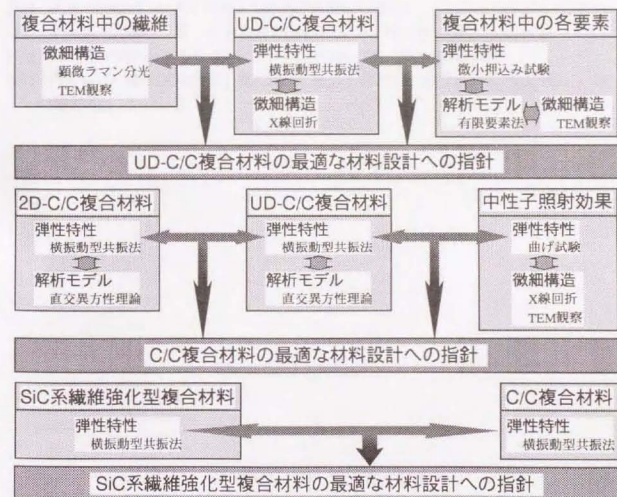 複合材料中の繊維
微細構造
顕微ラマン分光
TEM観察
UD-C/C複合材料
弾性特性
横振動型共振法
微細構造
X線回折
複合材料中の各要素
弾性特性
微小押込み試験
解析モデル
有限要素法
微細構造
TEM観察
UD-C/C複合材料の最適な材料設計への指針
2D-C/C複合材料
弾性特性
横振動型共振法
解析モデル
直交異方性理論
UD-C/C複合材料
弾性特性
横振動型共振法
解析モデル
直交異方性理論
中性子照射効果
弾性特性
曲げ試験
微細構造
X線回折
TEM観察
C/C複合材料の最適な材料設計への指針
SiC系繊維強化型複合材料
弾性特性
横振動型共振法
C/C複合材料
弾性特性
横振動型共振法
SiC系繊維強化型複合材料の最適な材料設計への指針